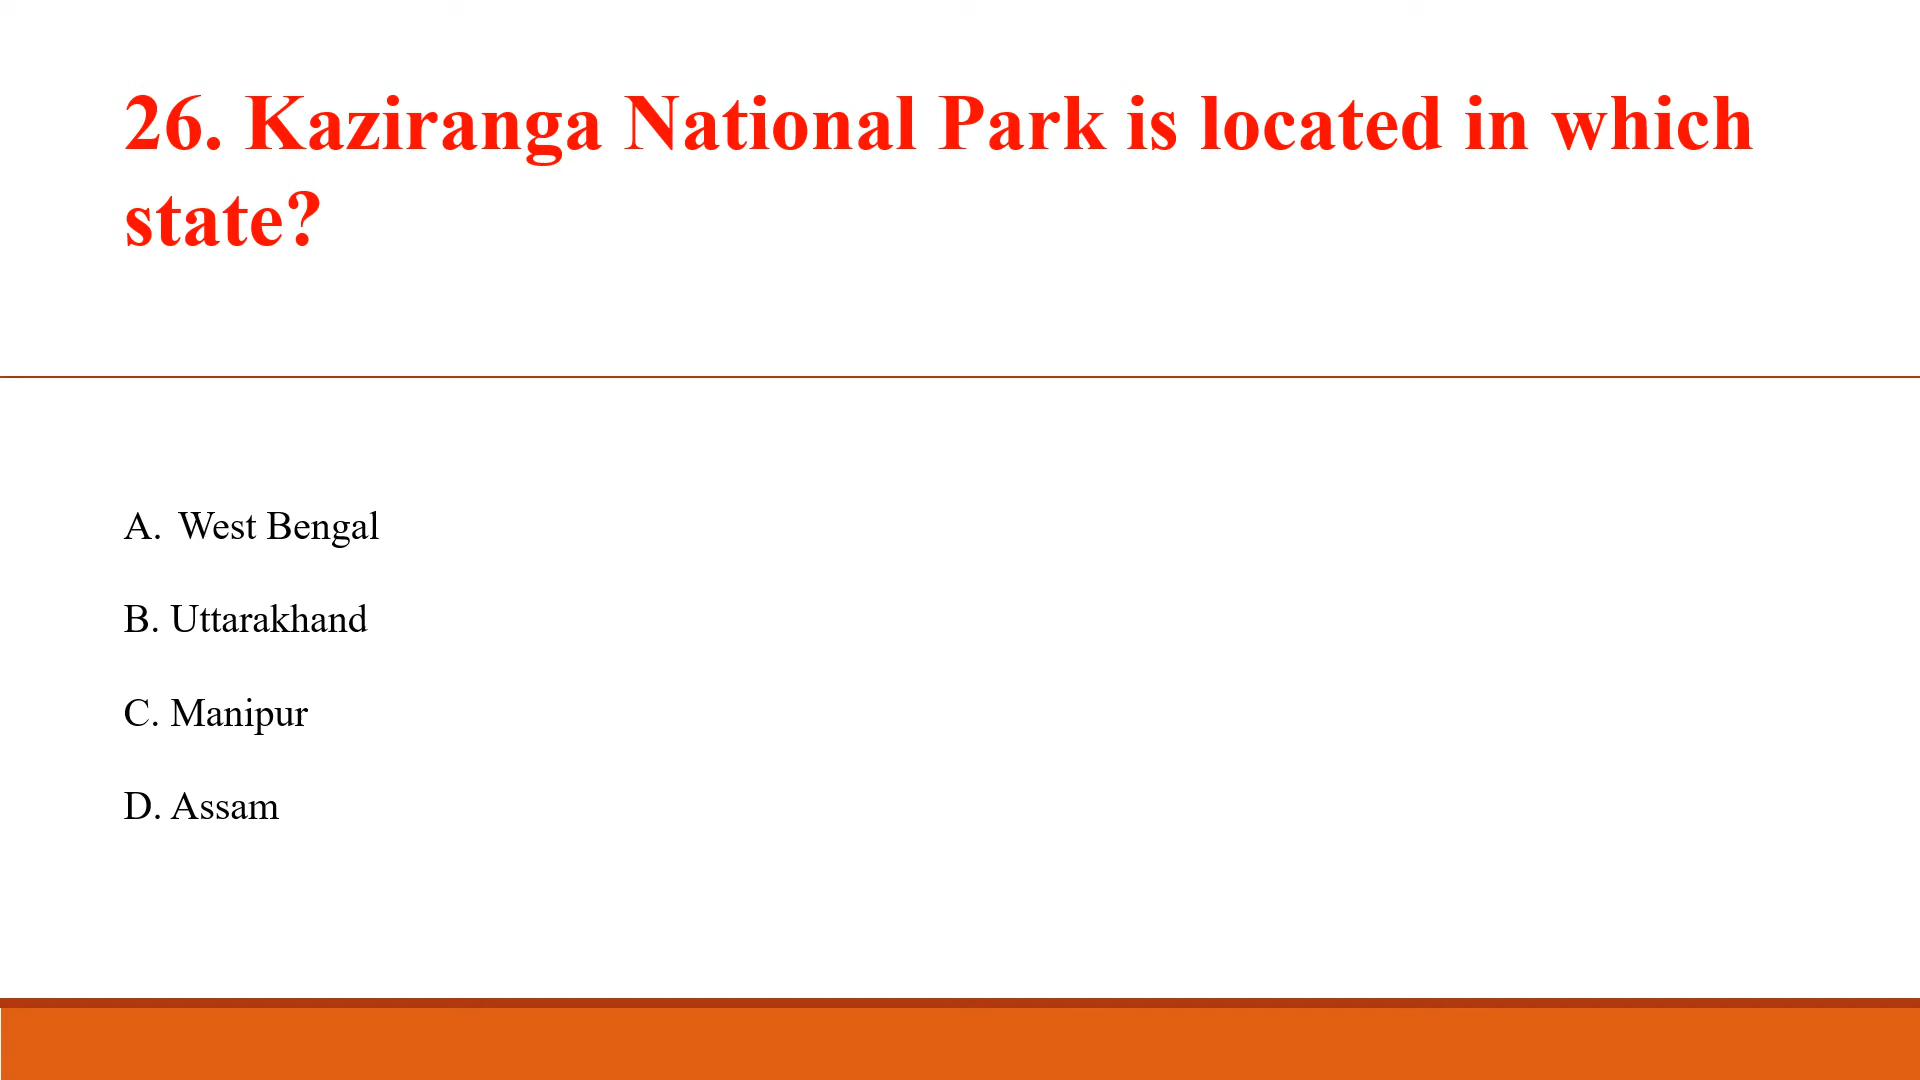 26. Kaziranga National Park is located in which
state?
A. West Bengal
B. Uttarakhand
C. Manipur
D. Assam